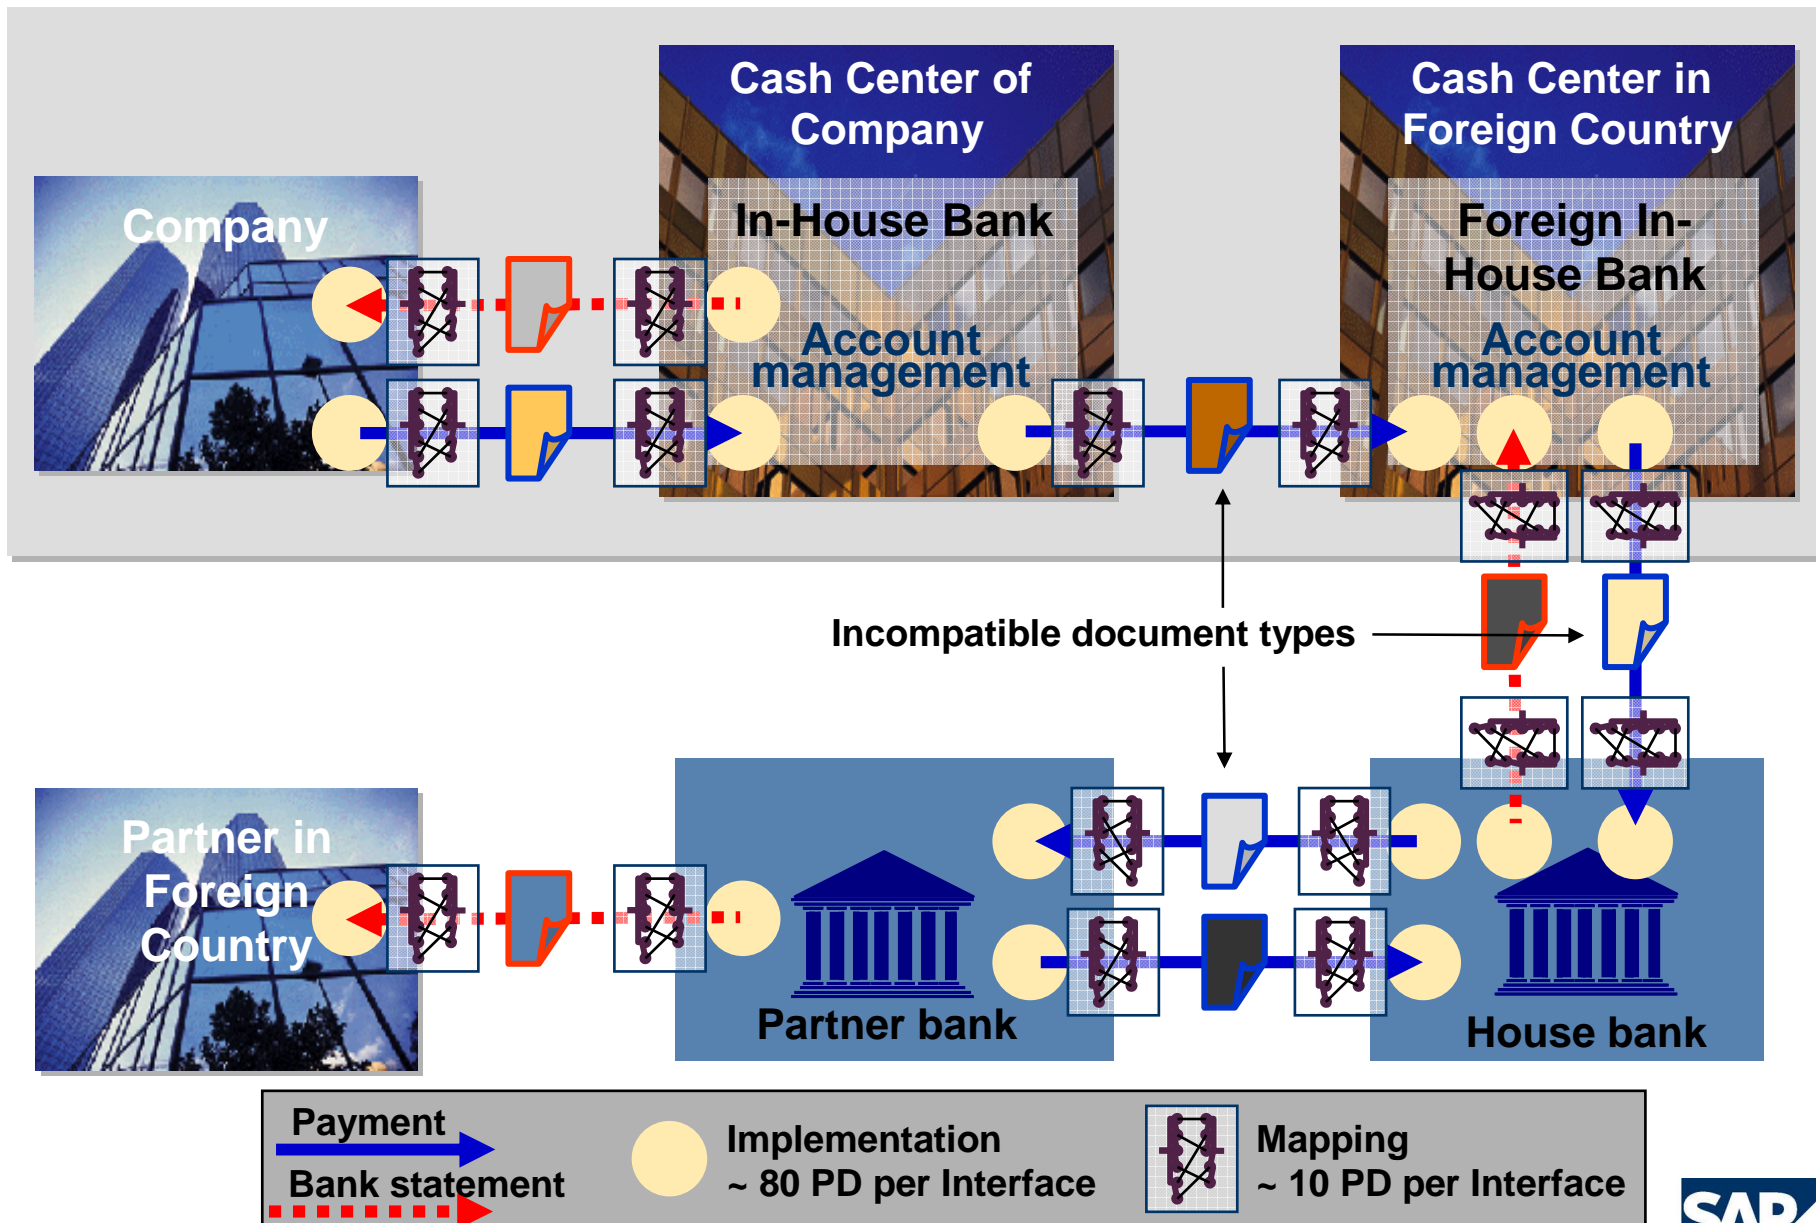 Cash Center of
Company
Cash Center in
Foreign Country
Company
In-House Bank
Foreign In-
House Bank
Account
management
Account
management
Incompatible document types
Partner in
Foreign
Country
Partner bank
House bank
Payment
Bank statement
Implementation
~ 80 PD per Interface
Mapping
~ 10 PD per Interface
SAP